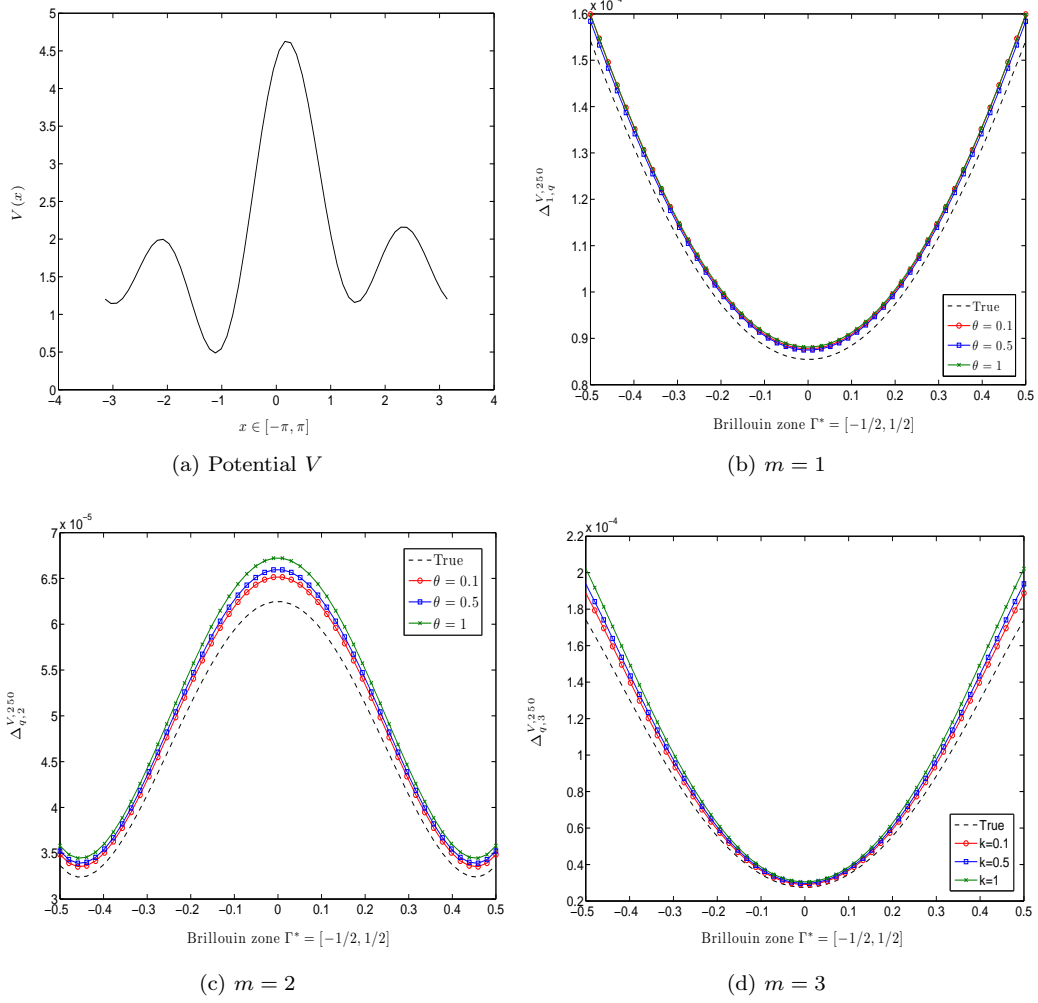 5
4.5
4
3.5
3
2.5
2
1.5
1
0.5
0
V(x)
−4 −3 −2 −1 0 1 2 3 4
x ∈ [−π, π]
(a) Potential V
1.6
1.5
1.4
1.3
1.2
1.1
1
0.9
0.8
Δ_{1,q}^{V,250}
True
θ = 0.1
θ = 0.5
θ = 1
−0.5 −0.4 −0.3 −0.2 −0.1 0 0.1 0.2 0.3 0.4 0.5
Brillouin zone Γ* = [−1/2, 1/2]
(b) m = 1
x 10^{−5}
7
6.5
6
5.5
5
4.5
4
3.5
3
Δ_{q,2}^{V,250}
True
θ = 0.1
θ = 0.5
θ = 1
−0.5 −0.4 −0.3 −0.2 −0.1 0 0.1 0.2 0.3 0.4 0.5
Brillouin zone Γ* = [−1/2, 1/2]
(c) m = 2
x 10^{−4}
2.2
2
1.8
1.6
1.4
1.2
1
0.8
0.6
0.4
0.2
Δ_{q,3}^{V,250}
True
k=0.1
k=0.5
k=1
−0.5 −0.4 −0.3 −0.2 −0.1 0 0.1 0.2 0.3 0.4 0.5
Brillouin zone Γ* = [−1/2, 1/2]
(d) m = 3